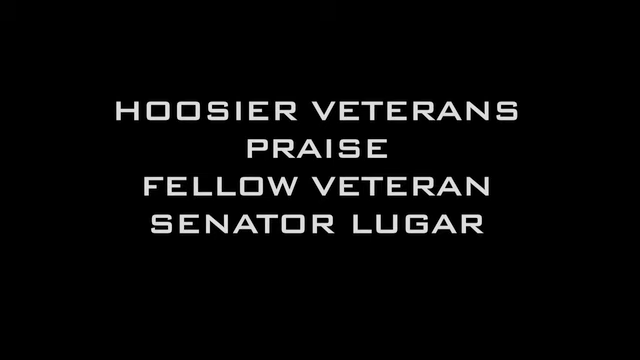 HOOSIER VETERANS
PRAISE
FELLOW VETERAN
SENATOR LUGAR